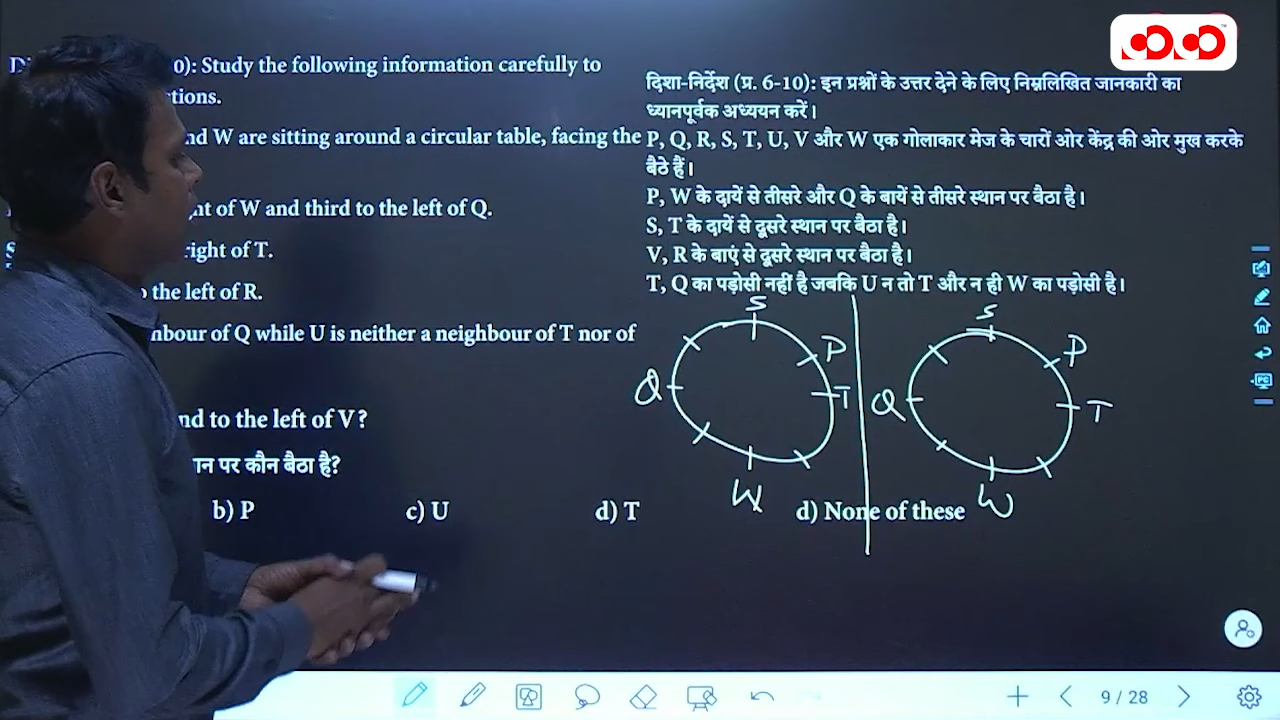 0): Study the following information carefully to
tions.
nd W are sitting around a circular table, facing the
ht of W and third to the left of Q.
right of T.
the left of R.
nbour of Q while U is neither a neighbour of T nor of
nd to the left of V?
ान पर कौन बैठा है?
b) P c) U d) T d) None of these
दिशा-निर्देश (प्र. 6-10): इन प्रश्नों के उत्तर देने के लिए निम्नलिखित जानकारी का
ध्यानपूर्वक अध्ययन करें।
P, Q, R, S, T, U, V और W एक गोलाकार मेज के चारों ओर केंद्र की ओर मुख करके
बैठे हैं।
P, W के दायें से तीसरे और Q के बायें से तीसरे स्थान पर बैठा है।
S, T के दायें से दूसरे स्थान पर बैठा है।
V, R के बाएं से दूसरे स्थान पर बैठा है।
T, Q का पड़ोसी नहीं है जबकि U न तो T और न ही W का पड़ोसी है।
S
P
Q
T
W
S
P
Q
T
W
9 / 28